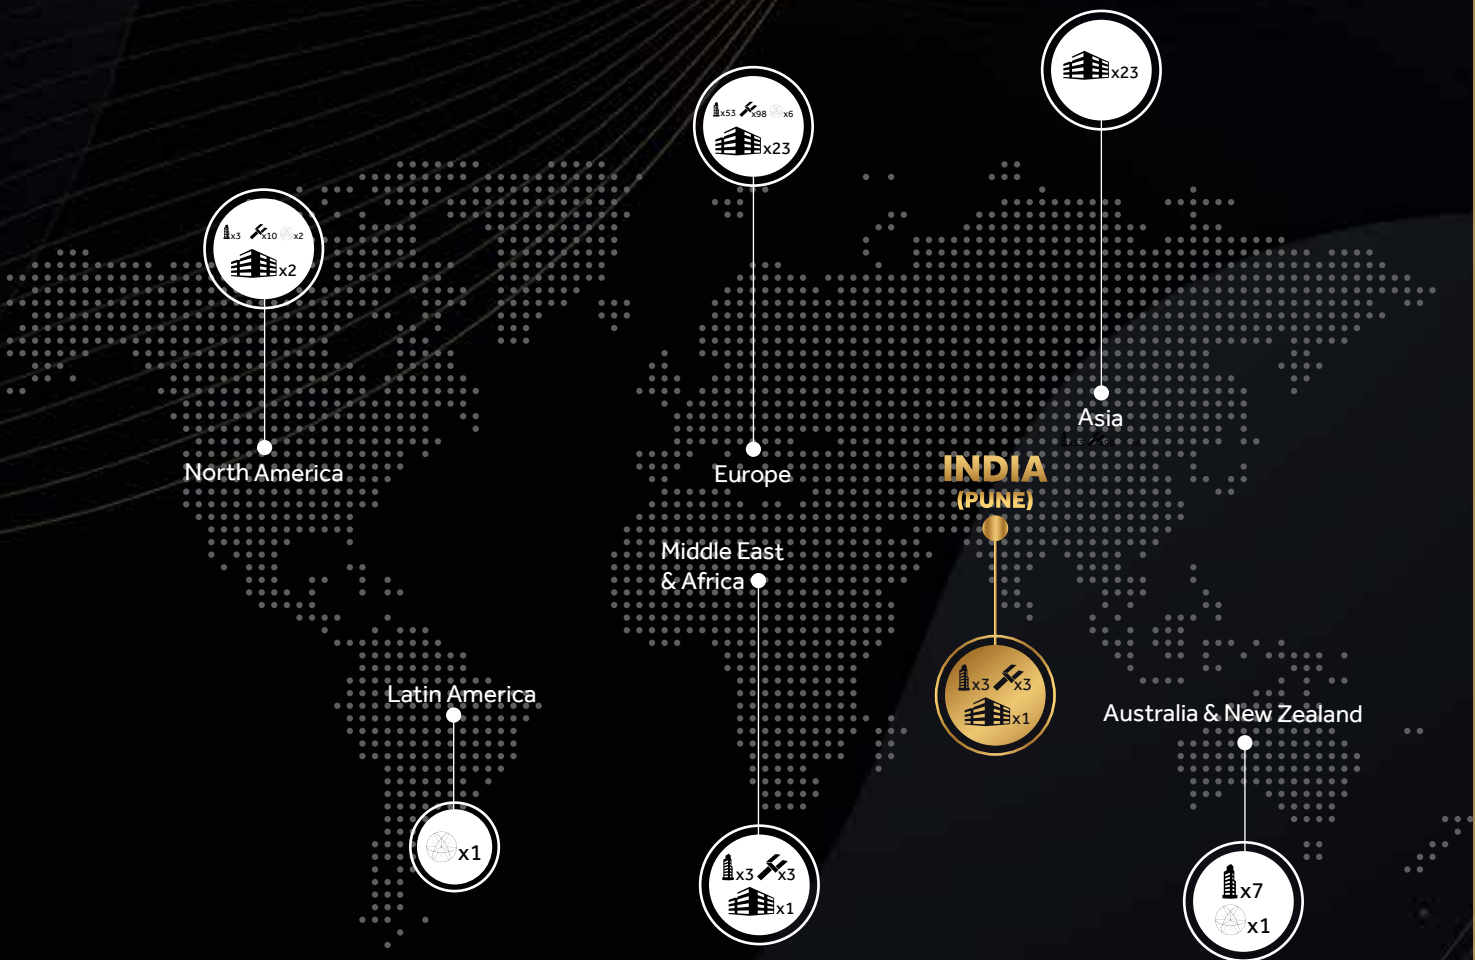 x23
x53 x98 x6
x23
x3 x10 x2
x2
Asia
North America
Europe
INDIA
(PUNE)
Middle East
& Africa
x3 x3
x1
Latin America
Australia & New Zealand
x1
x3 x3
x1
x7
x1